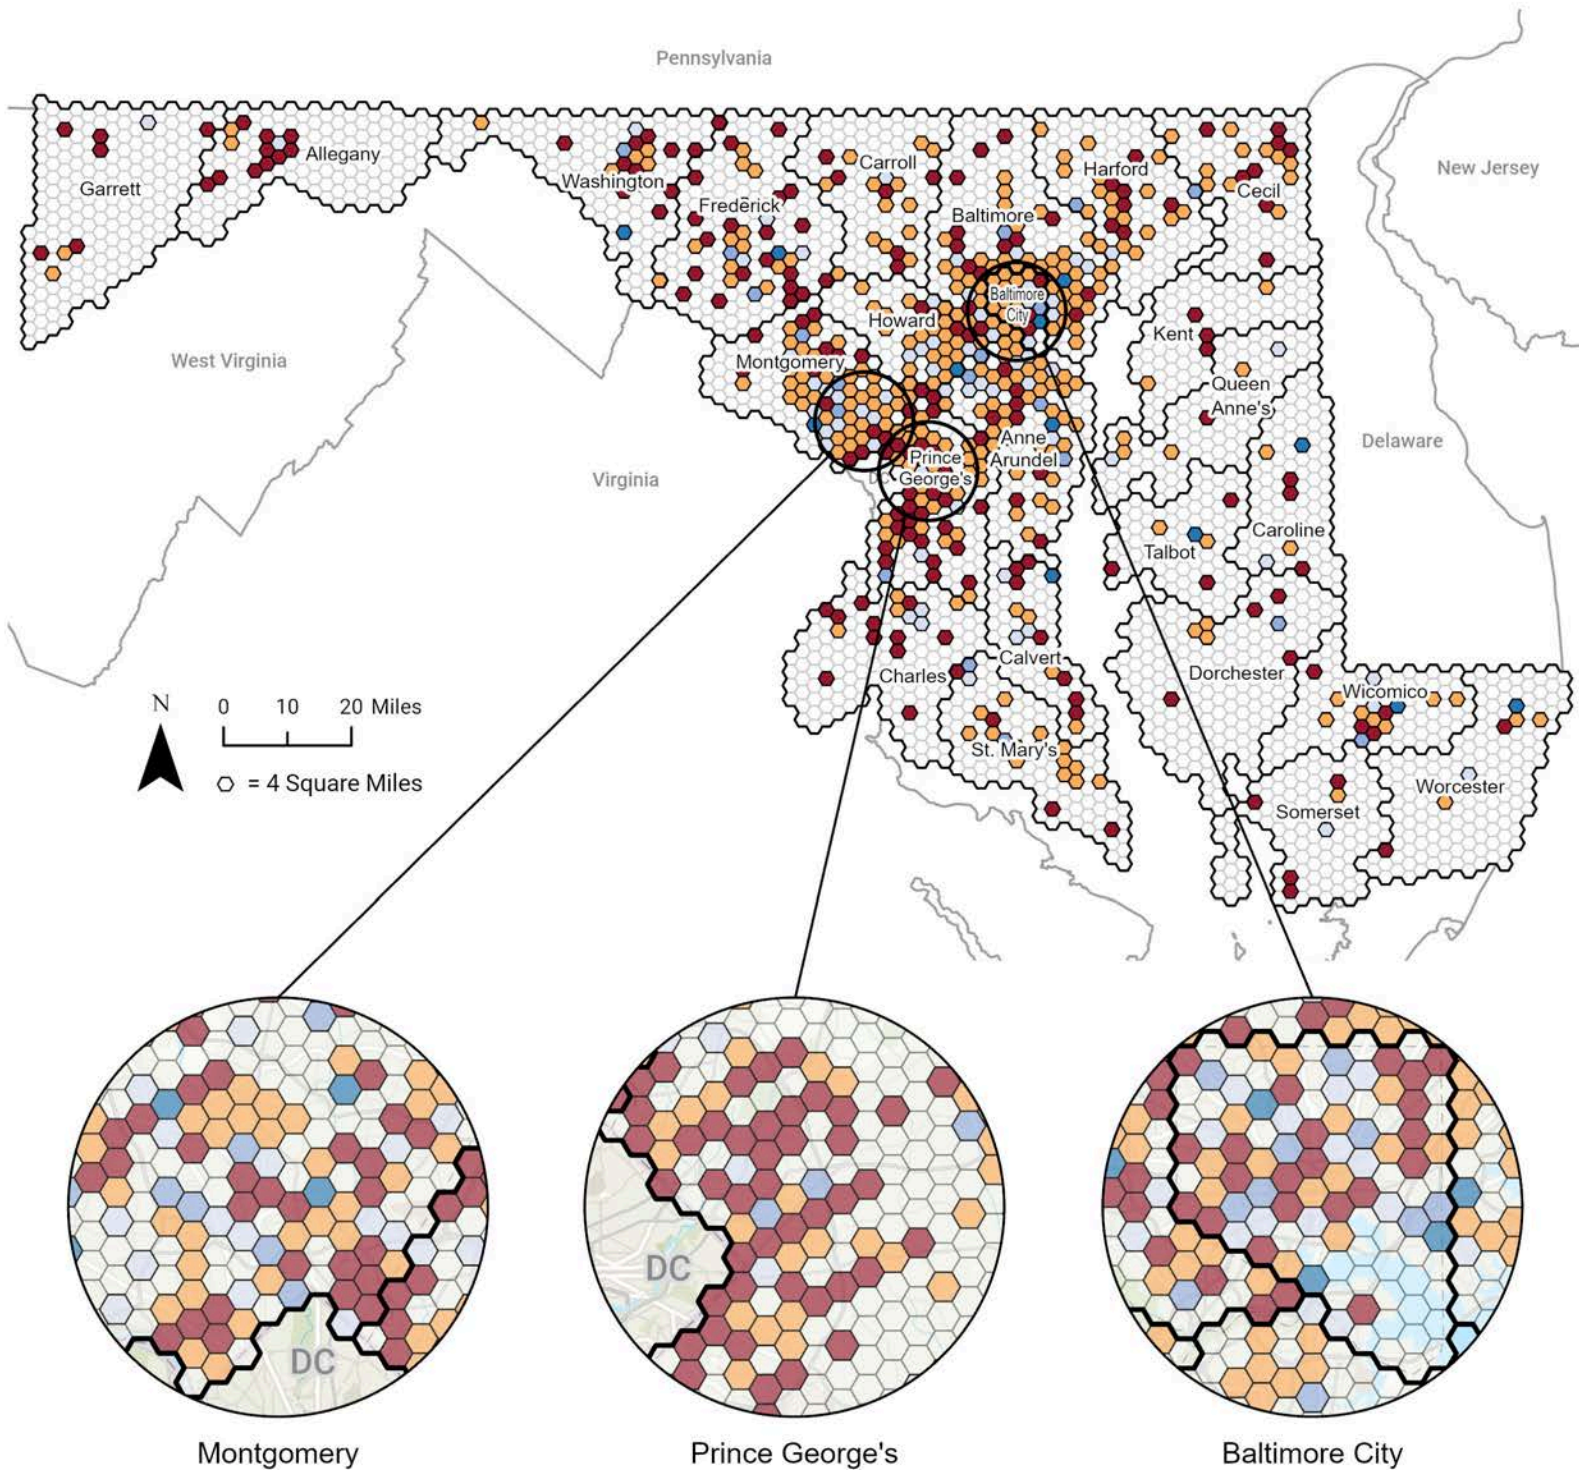 Pennsylvania
Allegany
Garrett
Washington
Frederick
Carroll
Baltimore
Harford
Cecil
New Jersey
Baltimore
City
Howard
Kent
Montgomery
West Virginia
Queen
Anne's
Virginia
Prince
George's
DC
Anne
Arundel
Delaware
Talbot
Caroline
Charles
Calvert
Dorchester
Wicomico
St. Mary's
Somerset
Worcester
N
0 10 20 Miles
= 4 Square Miles
DC
DC
Montgomery
Prince George's
Baltimore City